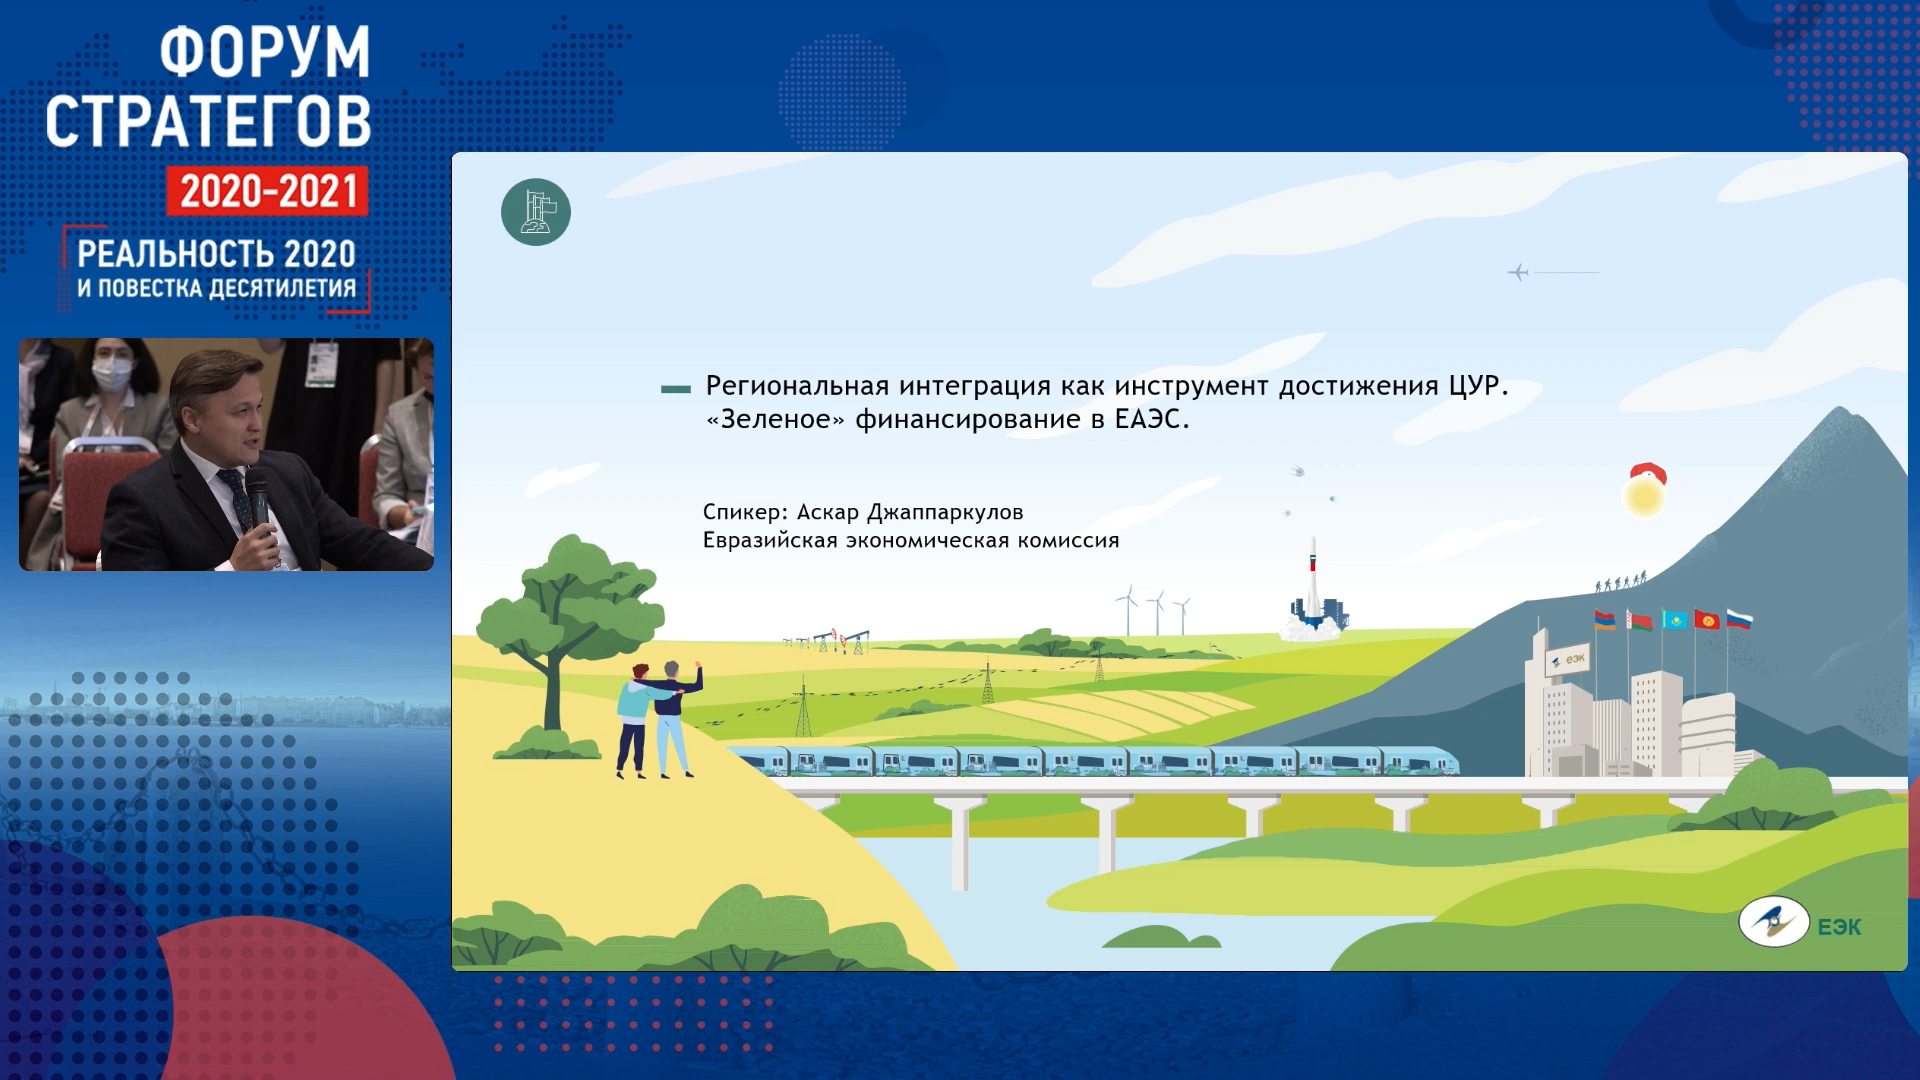 ФОРУМ
СТРАТЕГОВ
2020-2021
РЕАЛЬНОСТЬ 2020
И ПОВЕСТКА ДЕСЯТИЛЕТИЯ
Региональная интеграция как инструмент достижения ЦУР.
«Зеленое» финансирование в ЕАЭС.
Спикер: Аскар Джаппаркулов
Евразийская экономическая комиссия
ЕЭК
ЕЭК